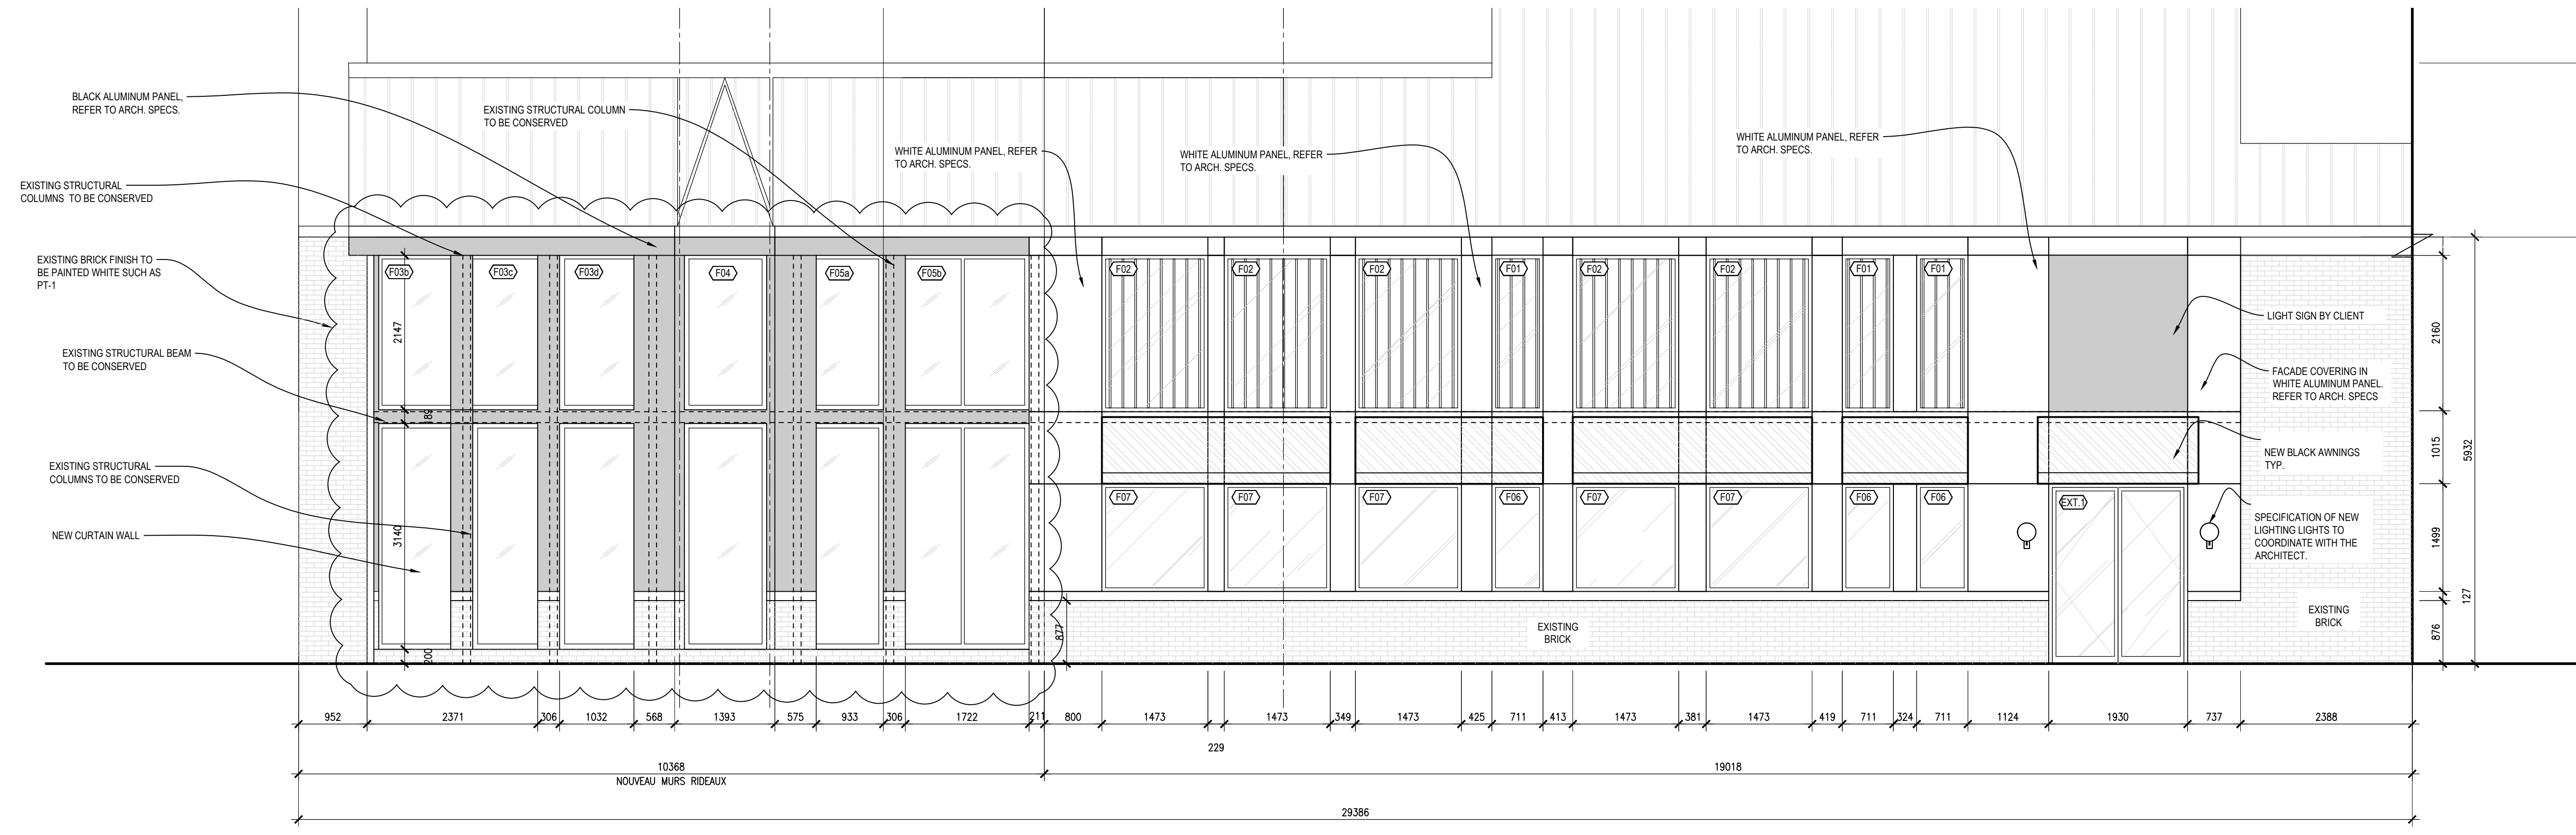 BLACK ALUMINUM PANEL,
REFER TO ARCH. SPECS.
EXISTING STRUCTURAL COLUMN
TO BE CONSERVED
WHITE ALUMINUM PANEL, REFER
TO ARCH. SPECS.
WHITE ALUMINUM PANEL, REFER
TO ARCH. SPECS.
WHITE ALUMINUM PANEL, REFER
TO ARCH. SPECS.
EXISTING STRUCTURAL
COLUMNS TO BE CONSERVED
EXISTING BRICK FINISH TO
BE PAINTED WHITE SUCH AS
PT-1
EXISTING STRUCTURAL BEAM
TO BE CONSERVED
EXISTING STRUCTURAL
COLUMNS TO BE CONSERVED
NEW CURTAIN WALL
F03b F03c F03d F04 F05a F05b F02 F02 F02 F01 F02 F02 F01 F01
2147
189
3140
200
877
F07 F07 F07 F06 F07 F07 F06 F06 EXT.1
LIGHT SIGN BY CLIENT
FACADE COVERING IN
WHITE ALUMINUM PANEL.
REFER TO ARCH. SPECS
NEW BLACK AWNINGS
TYP.
SPECIFICATION OF NEW
LIGHTING LIGHTS TO
COORDINATE WITH THE
ARCHITECT.
EXISTING
BRICK
EXISTING
BRICK
2160
1015
1499
876
5932
127
952 2371 306 1032 568 1393 575 933 306 1722 211 800 1473 1473 349 1473 425 711 413 1473 381 1473 419 711 324 711 1124 1930 737 2388
229
10368 19018
NOUVEAU MURS RIDEAUX
29386